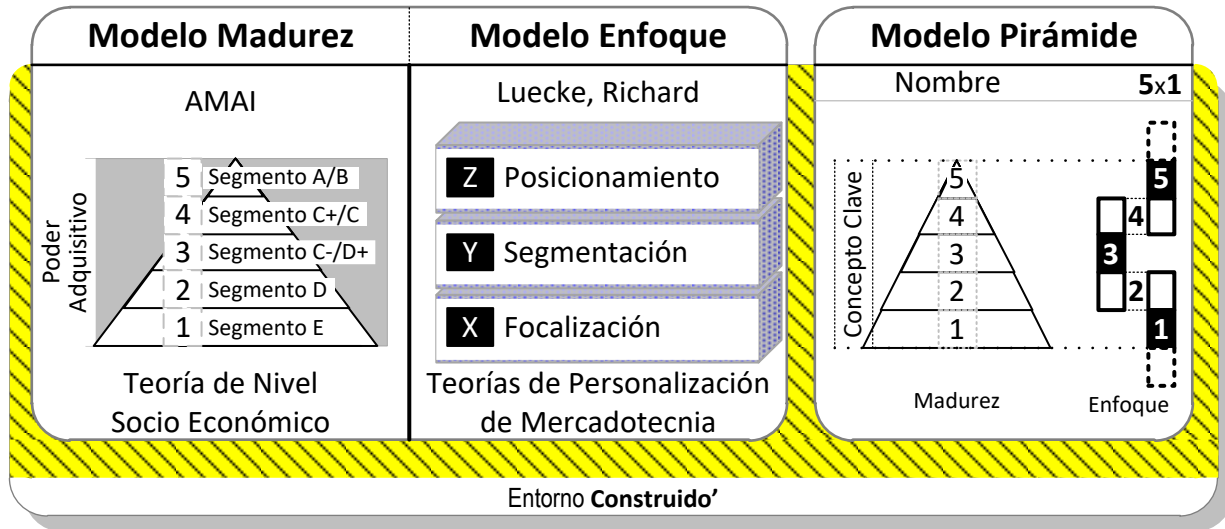 Modelo Madurez
AMAI
Poder
Adquisitivo
5 Segmento A/B
4 Segmento C+/C
3 Segmento C-/D+
2 Segmento D
1 Segmento E
Teoría de Nivel
Socio Económico
Modelo Enfoque
Luecke, Richard
Z Posicionamiento
Y Segmentación
X Focalización
Teorías de Personalización
de Mercadotecnia
Modelo Pirámide
Nombre 5x1
Concepto Clave
5
4
3
2
1
Madurez
5
4
3
2
1
Enfoque
Entorno Construido'